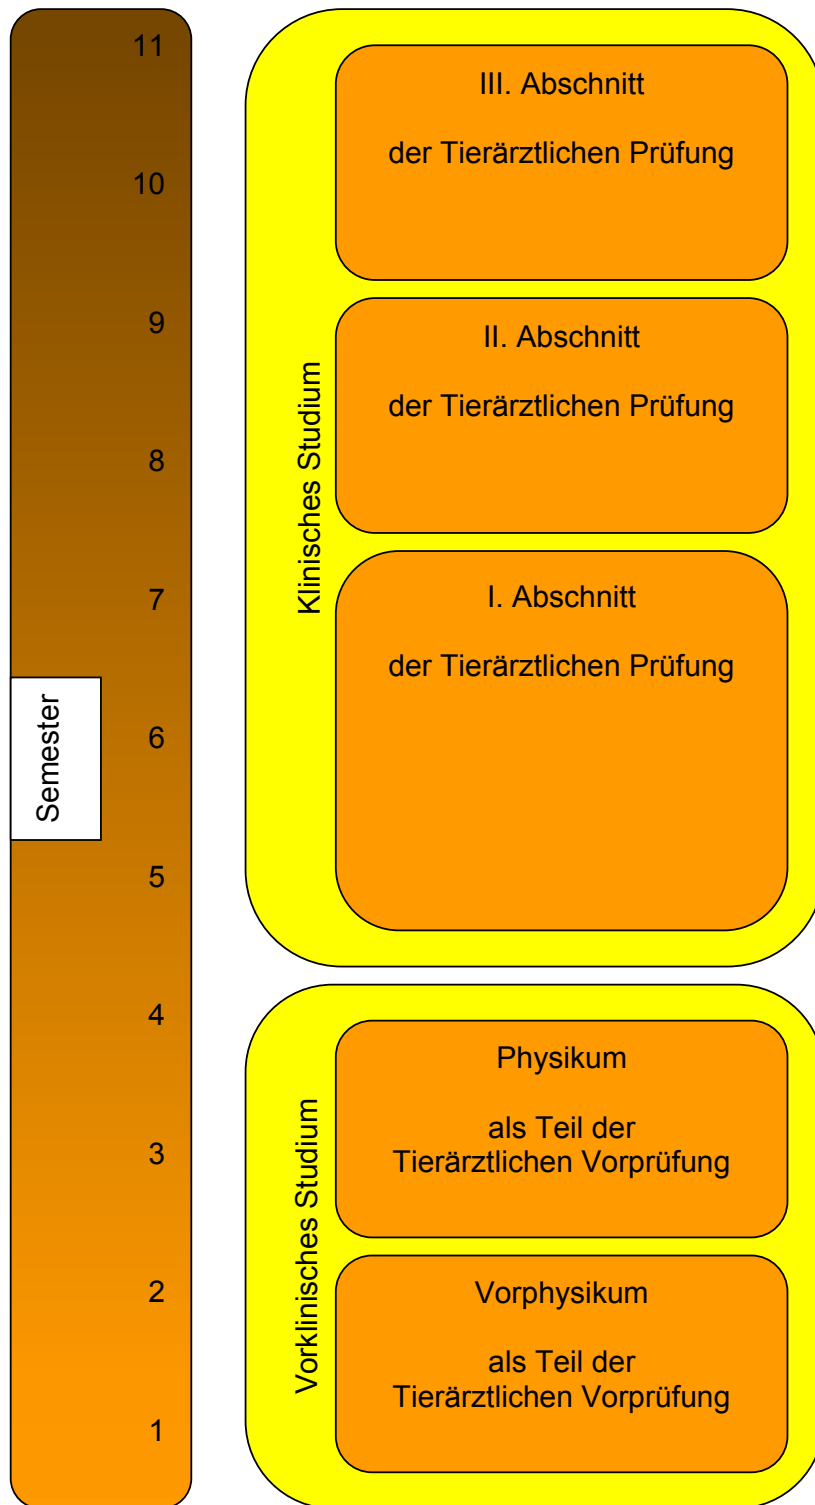 11
10
9
8
7
6
5
4
3
2
1
Semester
Klinisches Studium
III. Abschnitt
der Tierärztlichen Prüfung
II. Abschnitt
der Tierärztlichen Prüfung
I. Abschnitt
der Tierärztlichen Prüfung
Vorklinisches Studium
Physikum
als Teil der
Tierärztlichen Vorprüfung
Vorphysikum
als Teil der
Tierärztlichen Vorprüfung